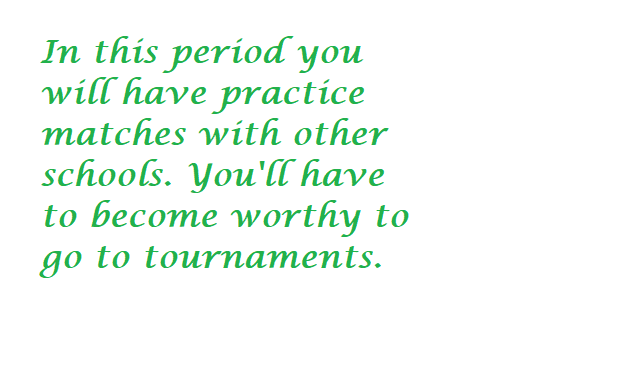 In this period you
will have practice
matches with other
schools. You'll have
to become worthy to
go to tournaments.